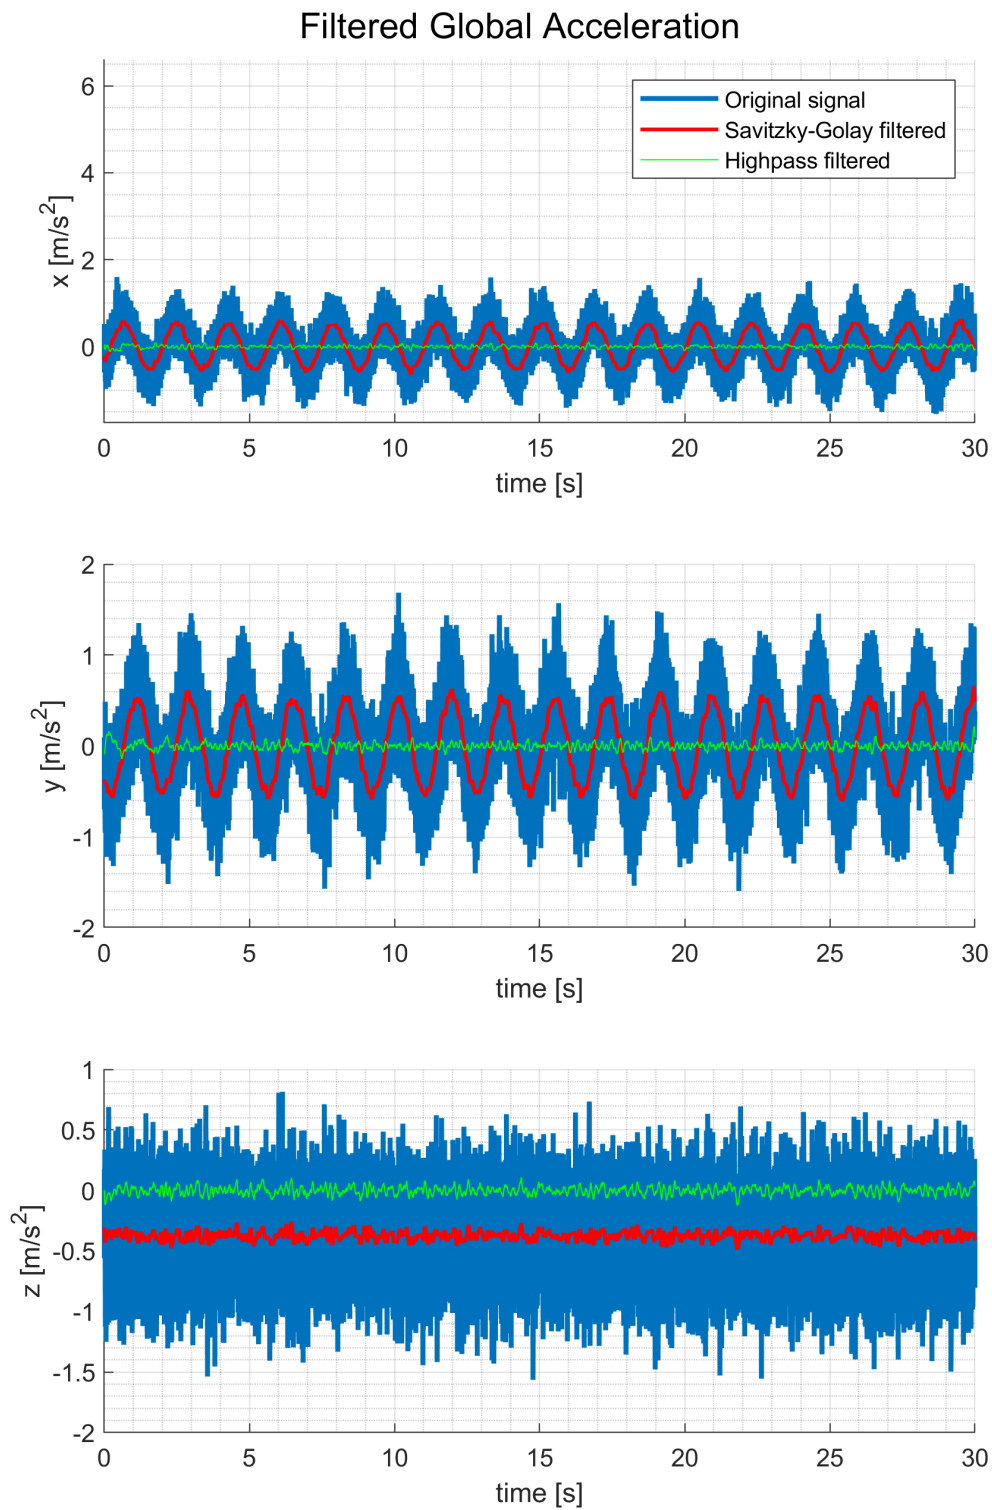 Filtered Global Acceleration
Original signal
Savitzky-Golay filtered
Highpass filtered
x [m/s²]
6
4
2
0
0 5 10 15 20 25 30
time [s]
y [m/s²]
2
1
0
-1
-2
0 5 10 15 20 25 30
time [s]
z [m/s²]
1
0.5
0
-0.5
-1
-1.5
-2
0 5 10 15 20 25 30
time [s]